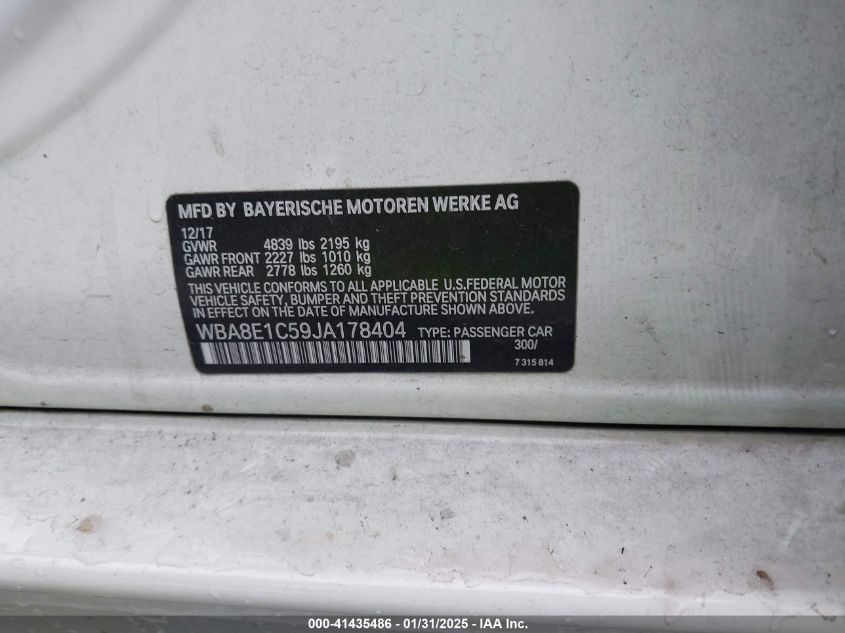 MFD BY BAYERISCHE MOTOREN WERKE AG
12/17
GVWR 4839 lbs 2195 kg
GAWR FRONT 2227 lbs 1010 kg
GAWR REAR 2778 lbs 1260 kg
THIS VEHICLE CONFORMS TO ALL APPLICABLE U.S.FEDERAL MOTOR
VEHICLE SAFETY, BUMPER AND THEFT PREVENTION STANDARDS
IN EFFECT ON THE DATE OF MANUFACTURE SHOWN ABOVE.
WBA8E1C59JA178404 TYPE: PASSENGER CAR
300/
7 315 814
000-41435486 - 01/31/2025 - IAA Inc.